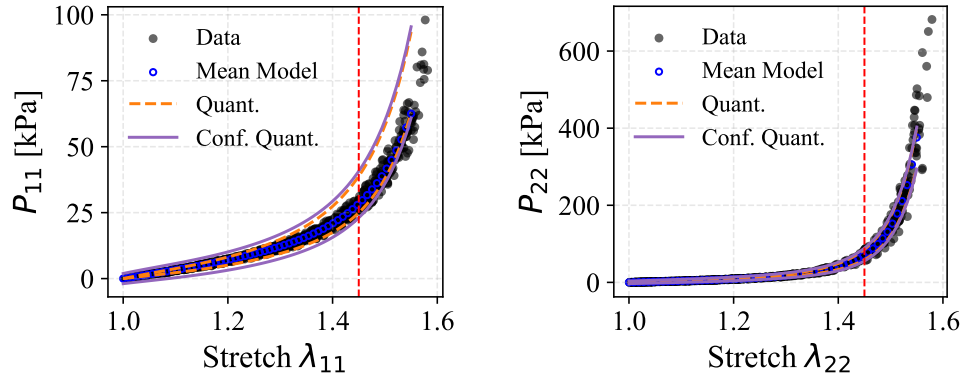 100
75
50
25
0
P₁₁ [kPa]
Data
Mean Model
Quant.
Conf. Quant.
1.0 1.2 1.4 1.6
Stretch λ₁₁
600
400
200
0
P₂₂ [kPa]
Data
Mean Model
Quant.
Conf. Quant.
1.0 1.2 1.4 1.6
Stretch λ₂₂